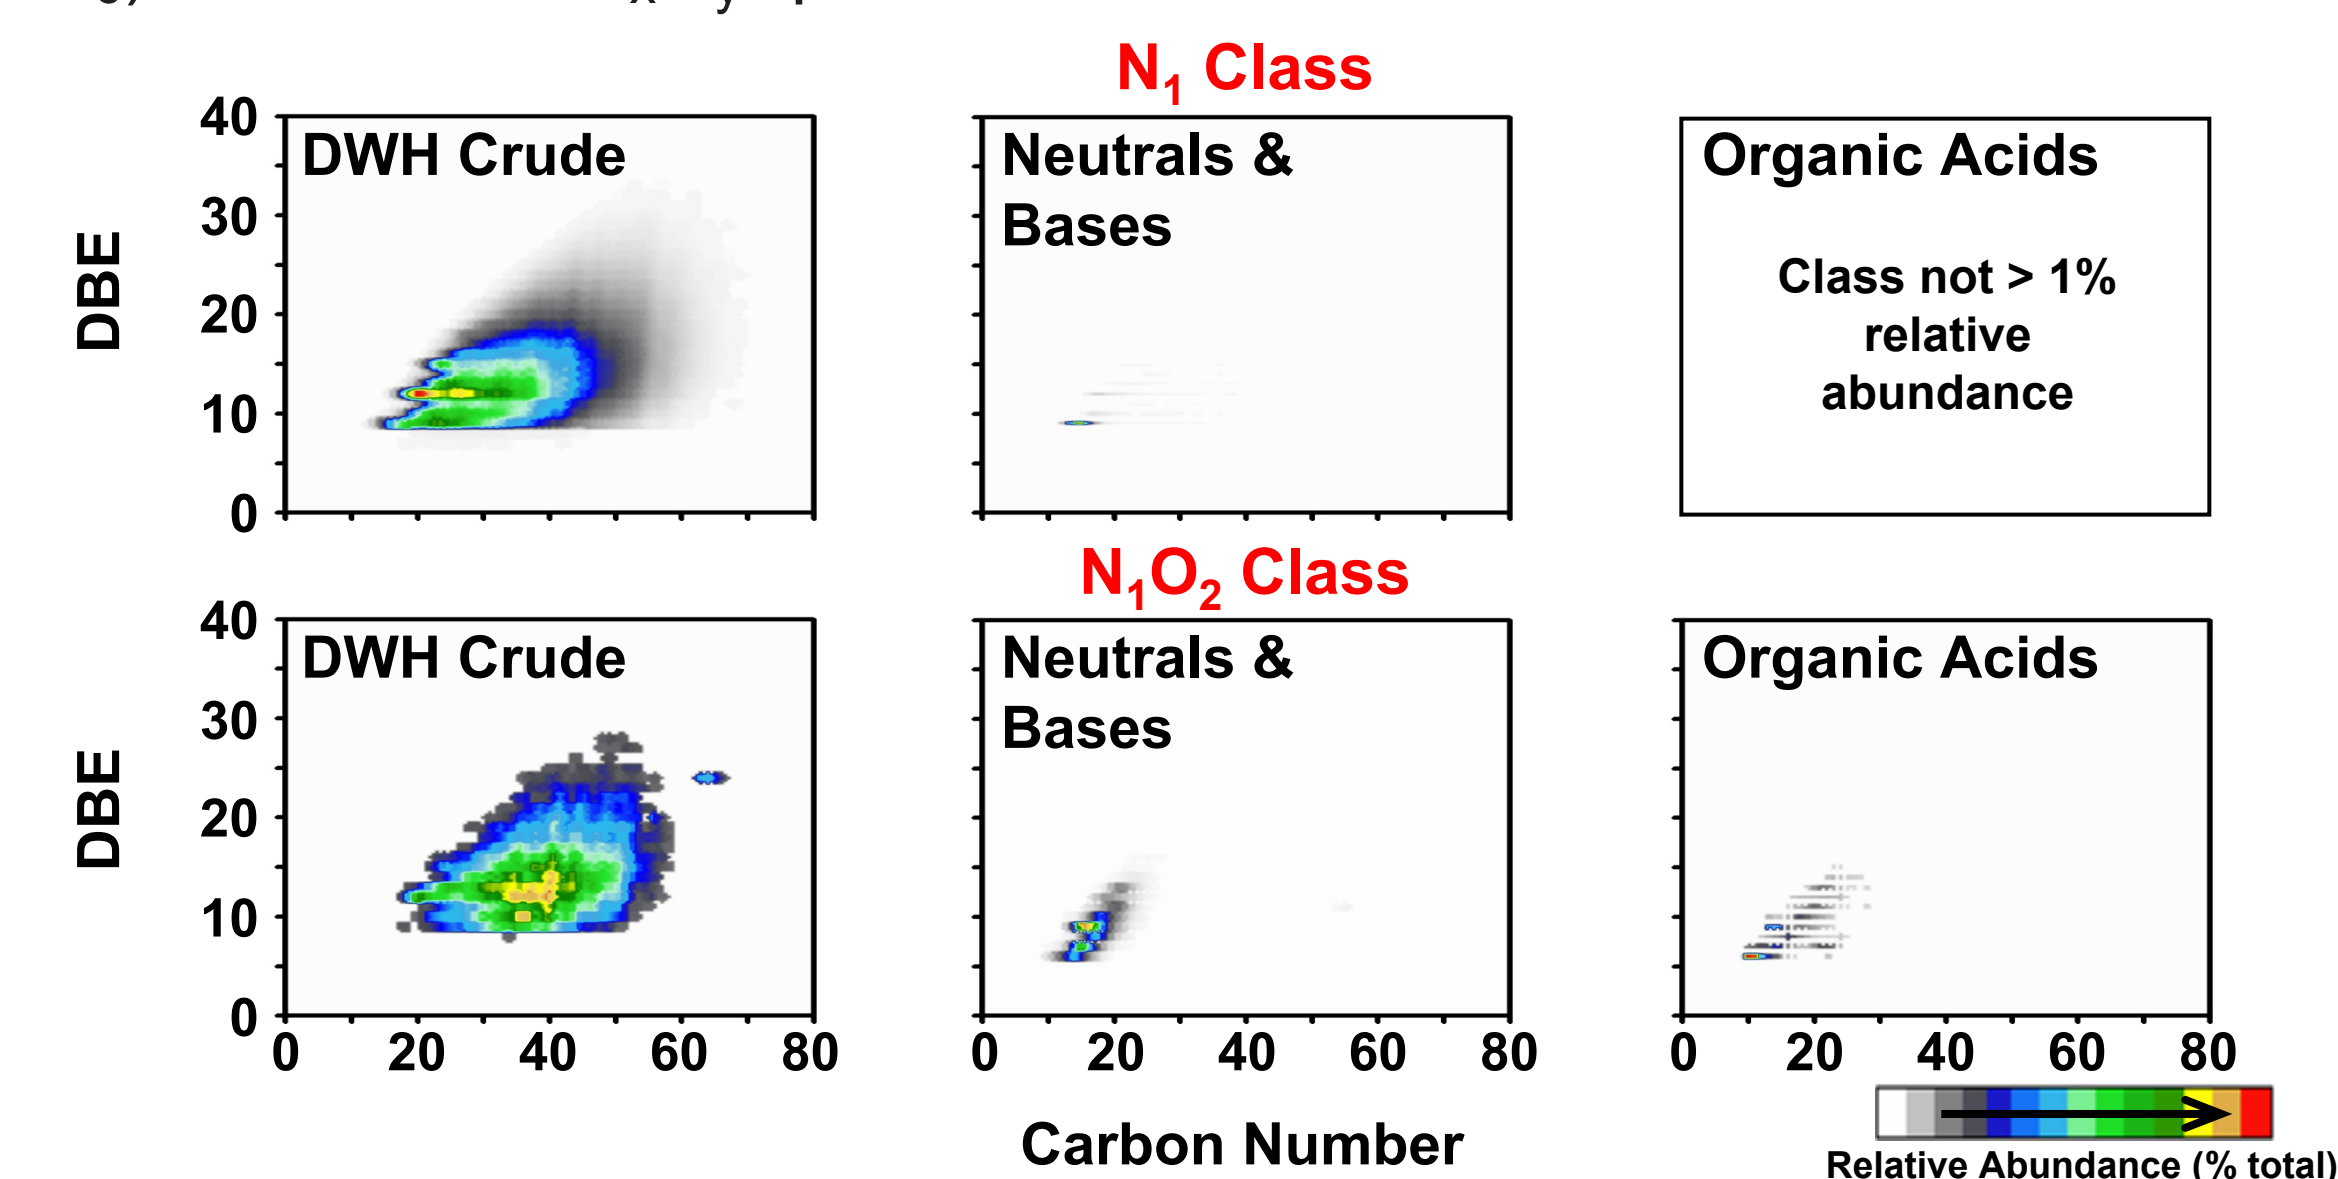 N₁ Class
DWH Crude
Neutrals &
Bases
Organic Acids
Class not > 1%
relative
abundance
DBE
40
30
20
10
0
N₁O₂ Class
DWH Crude
Neutrals &
Bases
Organic Acids
DBE
40
30
20
10
0
0 20 40 60 80
0 20 40 60 80
0 20 40 60 80
Carbon Number
Relative Abundance (% total)